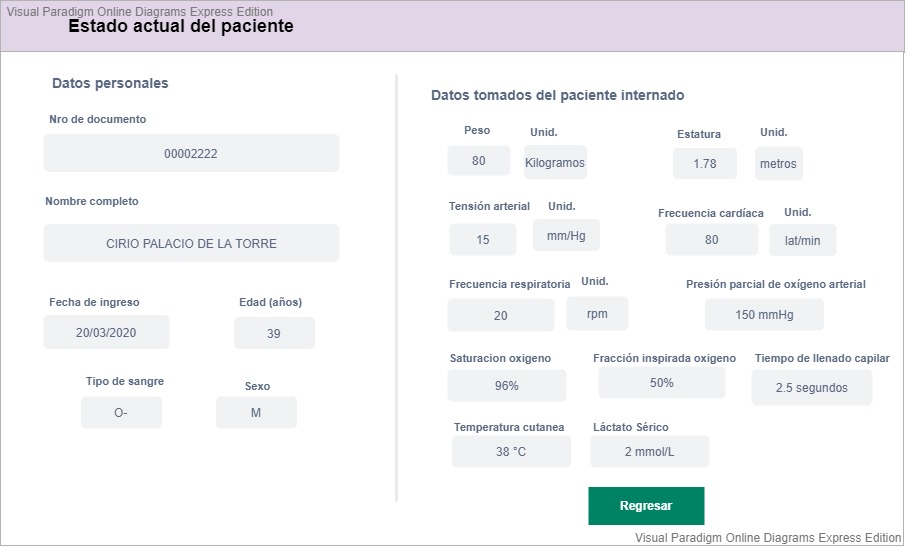 Visual Paradigm Online Diagrams Express Edition
Estado actual del paciente
Datos personales
Nro de documento
00002222
Nombre completo
CIRIO PALACIO DE LA TORRE
Fecha de ingreso
Edad (años)
20/03/2020
39
Tipo de sangre
Sexo
O-
M
Datos tomados del paciente internado
Peso
Unid.
Estatura
Unid.
80
Kilogramos
1.78
metros
Tensión arterial
Unid.
Frecuencia cardíaca
Unid.
15
mm/Hg
80
lat/min
Frecuencia respiratoria
Unid.
Presión parcial de oxígeno arterial
20
rpm
150 mmHg
Saturacion oxigeno
Fracción inspirada oxigeno
Tiempo de llenado capilar
96%
50%
2.5 segundos
Temperatura cutanea
Láctato Sérico
38 °C
2 mmol/L
Regresar
Visual Paradigm Online Diagrams Express Edition